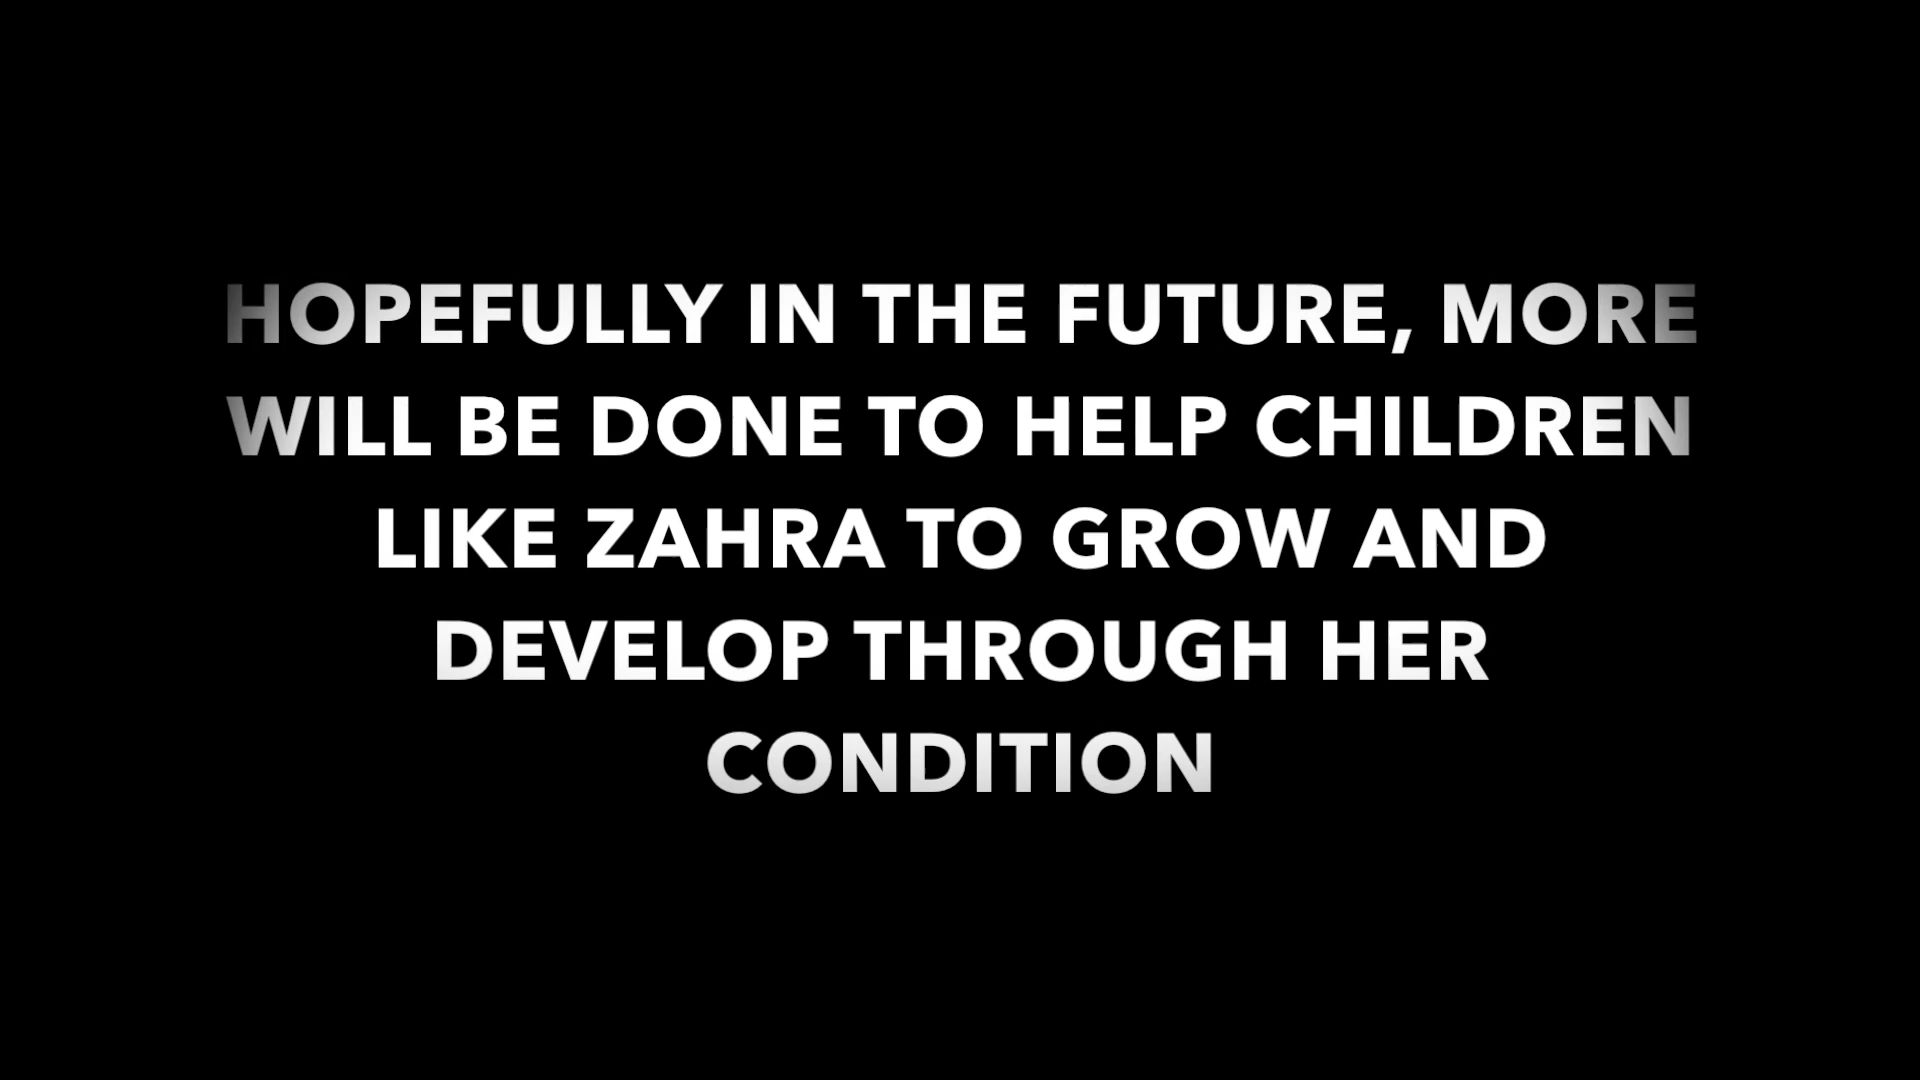 HOPEFULLY IN THE FUTURE, MORE
WILL BE DONE TO HELP CHILDREN
LIKE ZAHRA TO GROW AND
DEVELOP THROUGH HER
CONDITION